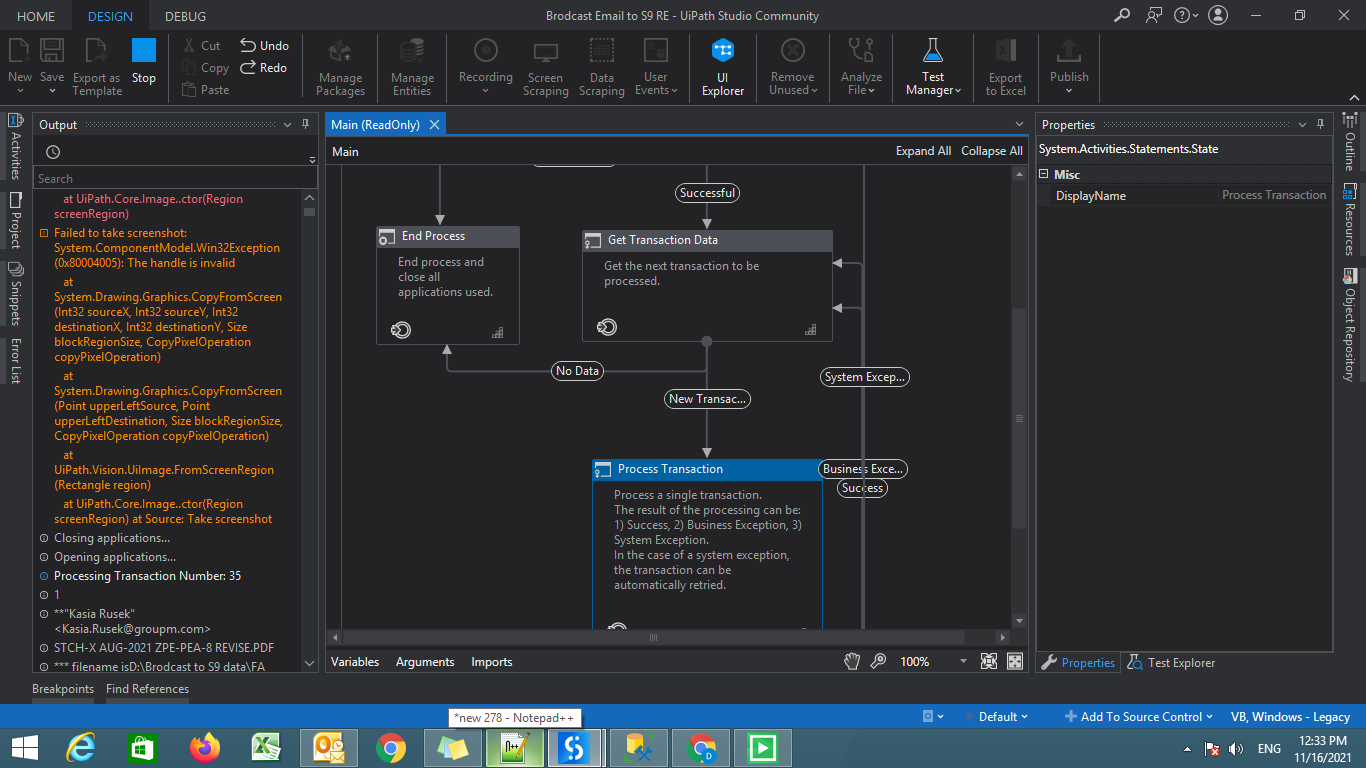 HOME DESIGN DEBUG
Brodcast Email to S9 RE - UiPath Studio Community
New
Save
Export as
Template
Stop
Cut
Copy
Paste
Undo
Redo
Manage
Packages
Manage
Entities
Recording
Screen
Scraping
Data
Scraping
User
Events
UI
Explorer
Remove
Unused
Analyze
File
Test
Manager
Export
to Excel
Publish
Activities
Project
Snippets
Error List
Output
Search
at UiPath.Core.Image..ctor(Region
screenRegion)
Failed to take screenshot:
System.ComponentModel.Win32Exception
(0x80004005): The handle is invalid
at
System.Drawing.Graphics.CopyFromScreen
(Int32 sourceX, Int32 sourceY, Int32
destinationX, Int32 destinationY, Size
blockRegionSize, CopyPixelOperation
copyPixelOperation)
at
System.Drawing.Graphics.CopyFromScreen
(Point upperLeftSource, Point
upperLeftDestination, Size blockRegionSize,
CopyPixelOperation copyPixelOperation)
at
UiPath.Vision.UiImage.FromScreenRegion
(Rectangle region)
at UiPath.Core.Image..ctor(Region
screenRegion) at Source: Take screenshot
Closing applications...
Opening applications...
Processing Transaction Number: 35
1
**"Kasia Rusek"
<Kasia.Rusek@groupm.com>
STCH-X AUG-2021 ZPE-PEA-8 REVISE.PDF
*** filename isD:\Brodcast to S9 data\FA
Breakpoints Find References
Main (ReadOnly)
Main
Expand All Collapse All
Successful
End Process
End process and
close all
applications used.
Get Transaction Data
Get the next transaction to be
processed.
No Data
System Excep...
New Transac...
Process Transaction
Business Exce...
Success
Process a single transaction.
The result of the processing can be:
1) Success, 2) Business Exception, 3)
System Exception.
In the case of a system exception,
the transaction can be
automatically retried.
Variables Arguments Imports
100%
Properties
System.Activities.Statements.State
Misc
DisplayName Process Transaction
Properties
Test Explorer
Outline
Resources
Object Repository
*new 278 - Notepad++
Default
Add To Source Control
VB, Windows - Legacy
ENG
12:33 PM
11/16/2021